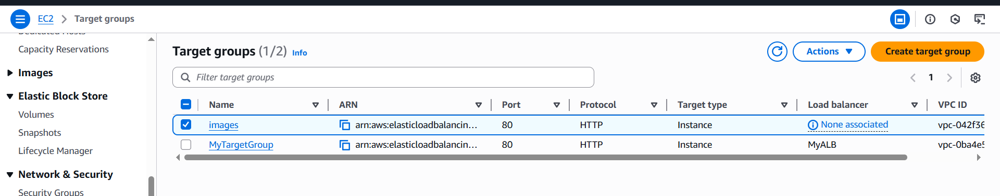 EC2 > Target groups
Dedicated Hosts
Capacity Reservations
Images
Elastic Block Store
Volumes
Snapshots
Lifecycle Manager
Network & Security
Security Groups
Target groups (1/2) Info
Actions
Create target group
Filter target groups
1
Name ARN Port Protocol Target type Load balancer VPC ID
images arn:aws:elasticloadbalancin... 80 HTTP Instance None associated vpc-042f36
MyTargetGroup arn:aws:elasticloadbalancin... 80 HTTP Instance MyALB vpc-0ba4e5